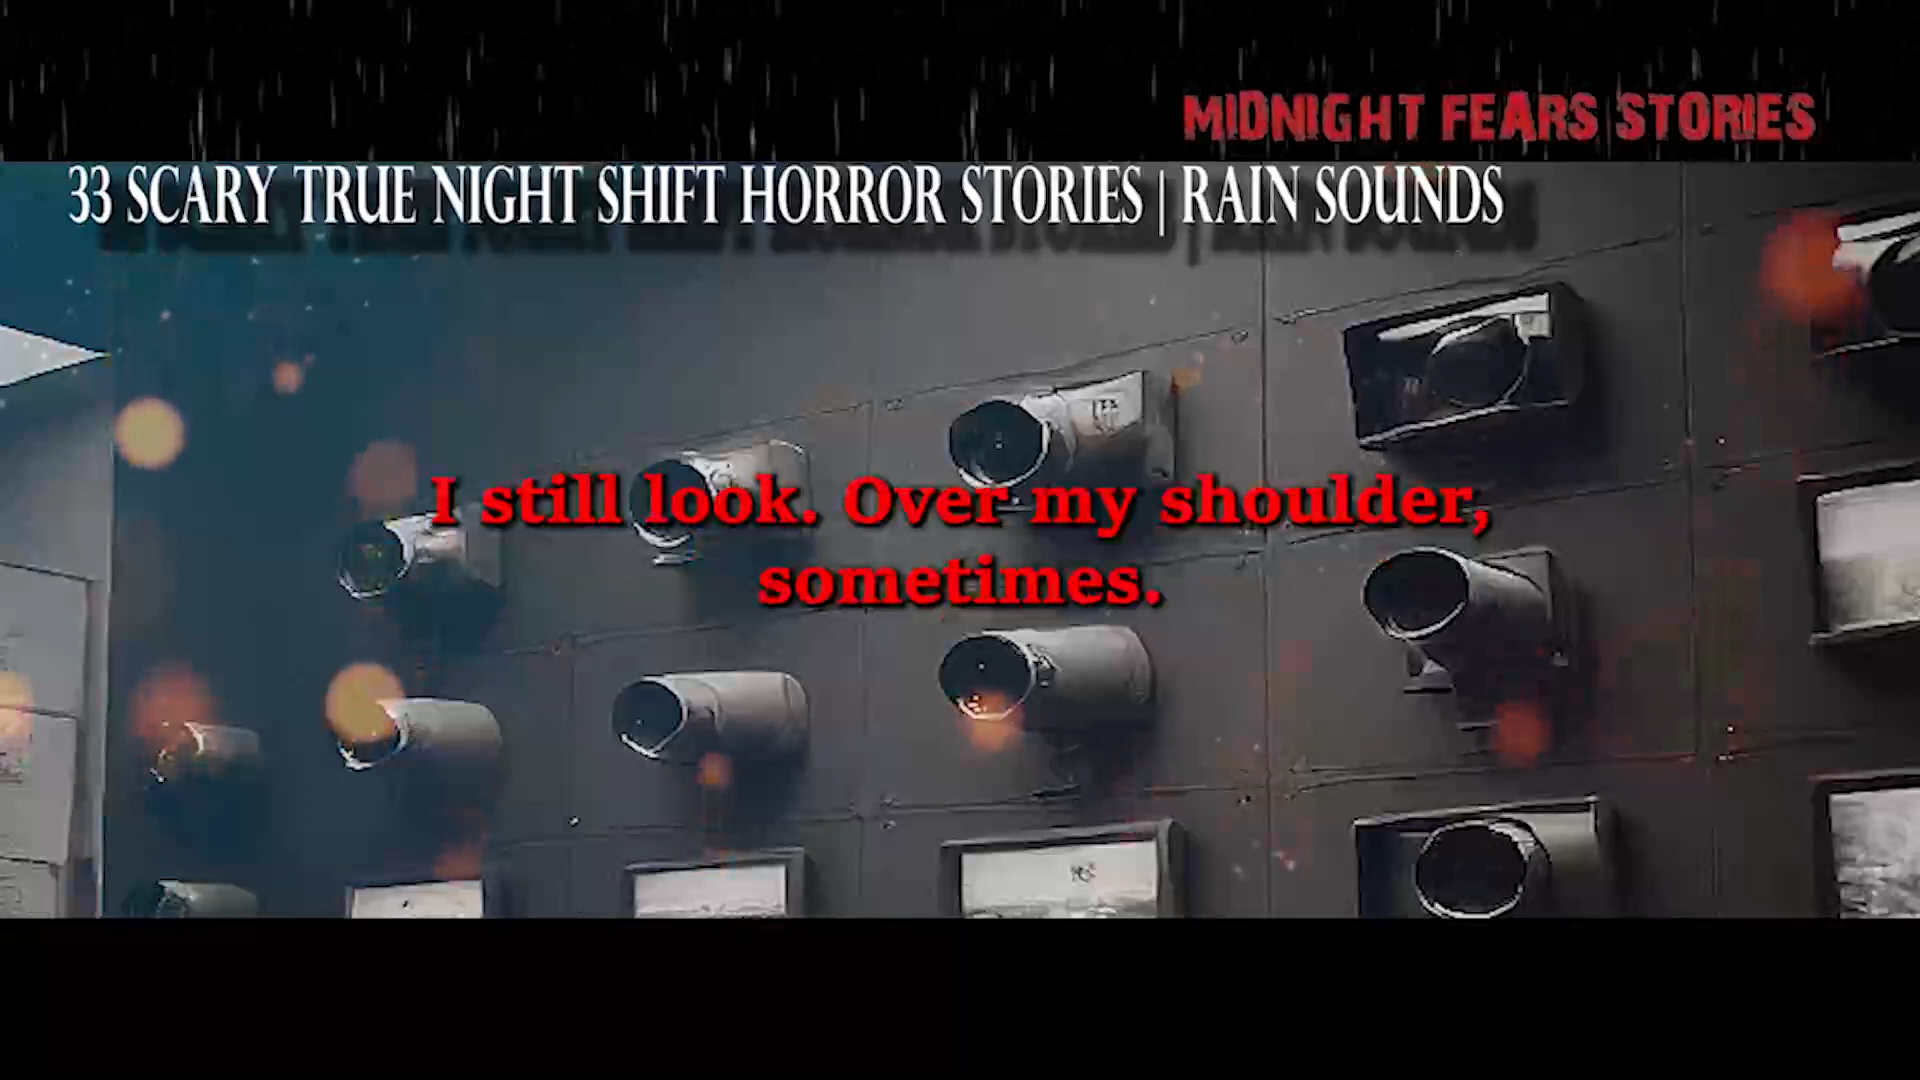 MIDNIGHT FEARS STORIES
33 SCARY TRUE NIGHT SHIFT HORROR STORIES | RAIN SOUNDS
I still look. Over my shoulder,
sometimes.